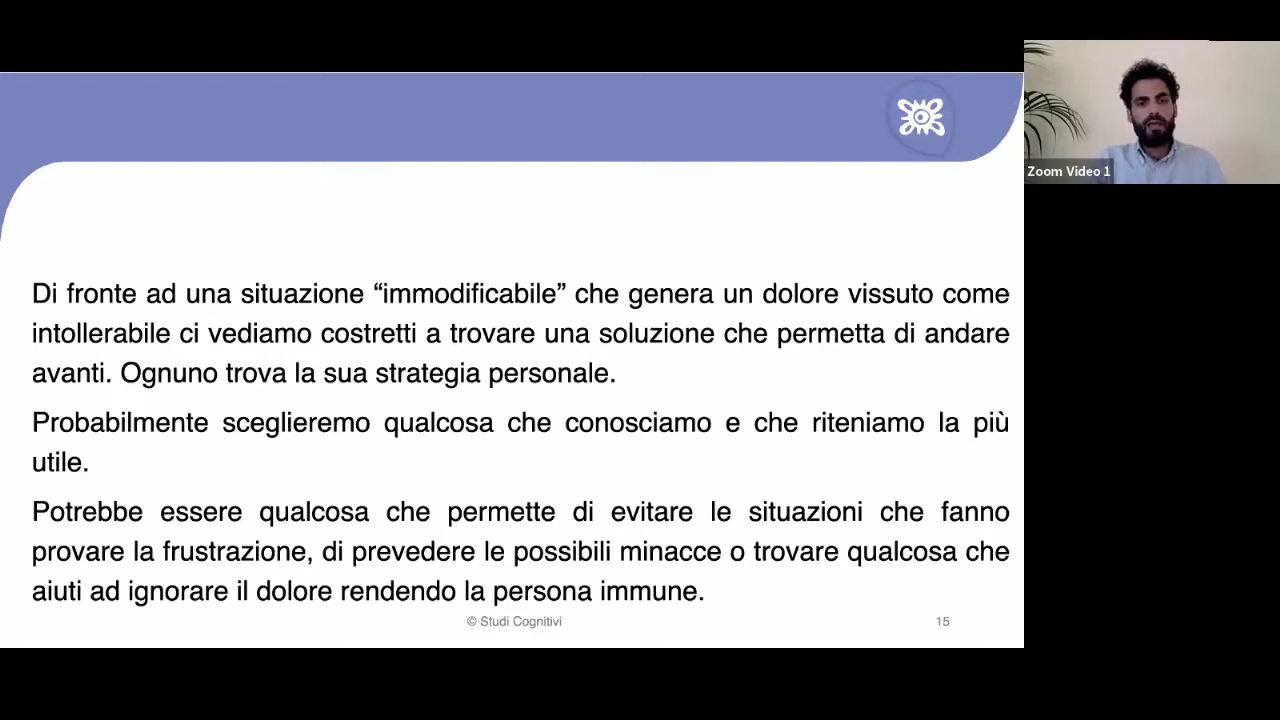 Zoom Video 1
Di fronte ad una situazione “immodificabile” che genera un dolore vissuto come
intollerabile ci vediamo costretti a trovare una soluzione che permetta di andare
avanti. Ognuno trova la sua strategia personale.
Probabilmente sceglieremo qualcosa che conosciamo e che riteniamo la più
utile.
Potrebbe essere qualcosa che permette di evitare le situazioni che fanno
provare la frustrazione, di prevedere le possibili minacce o trovare qualcosa che
aiuti ad ignorare il dolore rendendo la persona immune.
© Studi Cognitivi
15